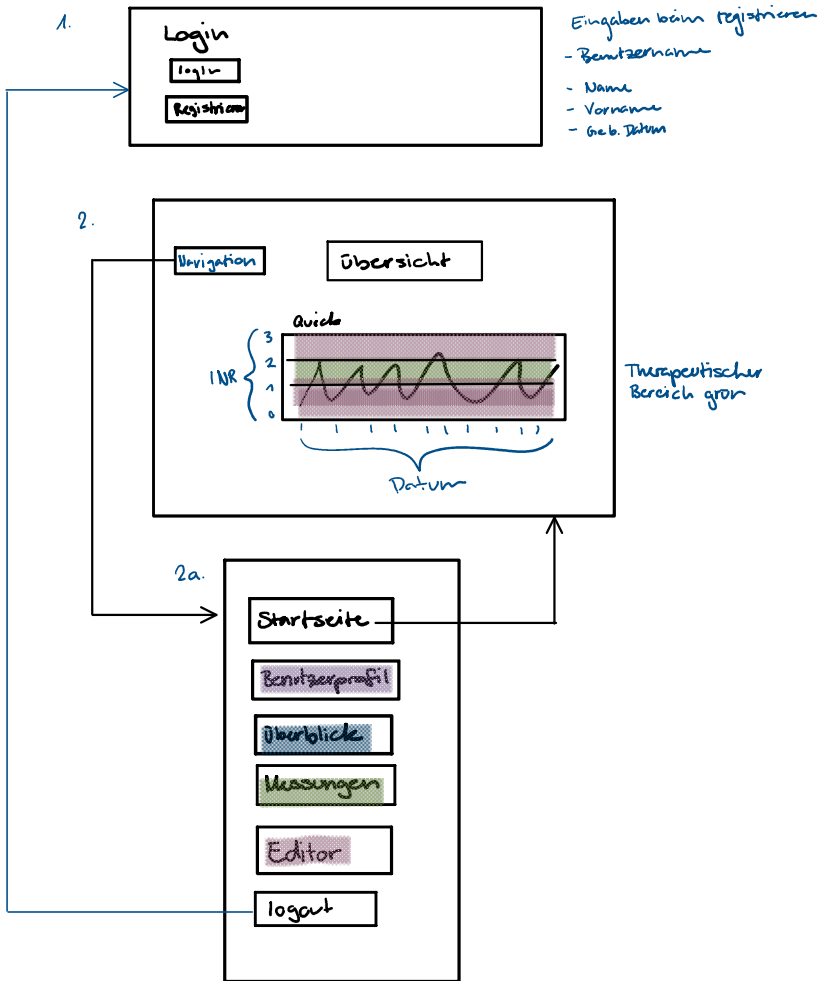 1.
Login
login
Registrieren
Eingaben beim registrieren
- Benutzername
- Name
- Vorname
- Geb. Datum
2.
Navigation
Übersicht
Quick
3
2
1
0
INR
Datum
Therapeutischer
Bereich grün
2a.
Startseite
Benutzerprofil
Überblick
Messungen
Editor
logout